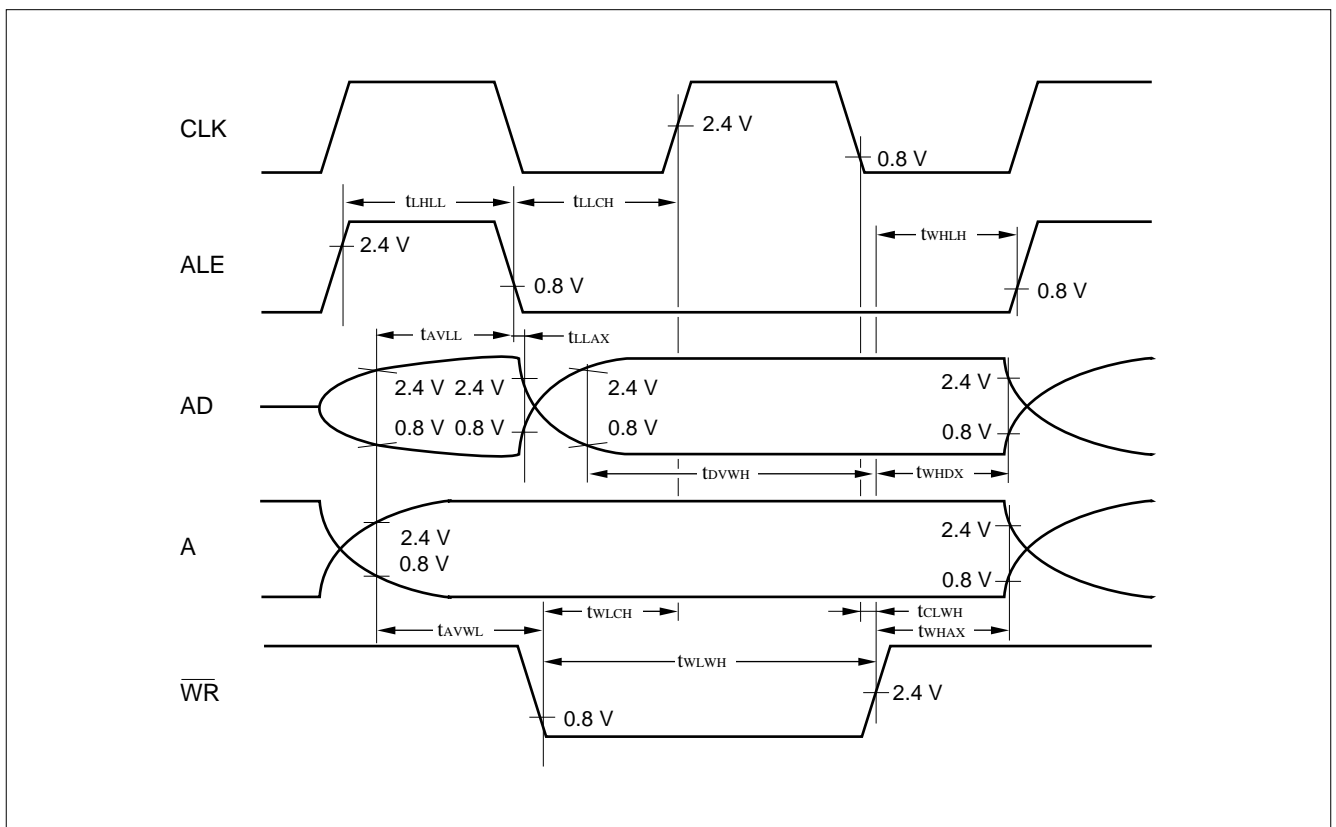 CLK
2.4 V
0.8 V
tLHLL
tLLCH
tWHLH
ALE
2.4 V
0.8 V
0.8 V
tAVLL
tLLAX
AD
2.4 V 2.4 V
2.4 V
2.4 V
0.8 V 0.8 V
0.8 V
0.8 V
tDVWH
tWHDX
A
2.4 V
0.8 V
2.4 V
0.8 V
tWLCH
tCLWH
tAVWL
tWHAX
tWLWH
WR
0.8 V
2.4 V